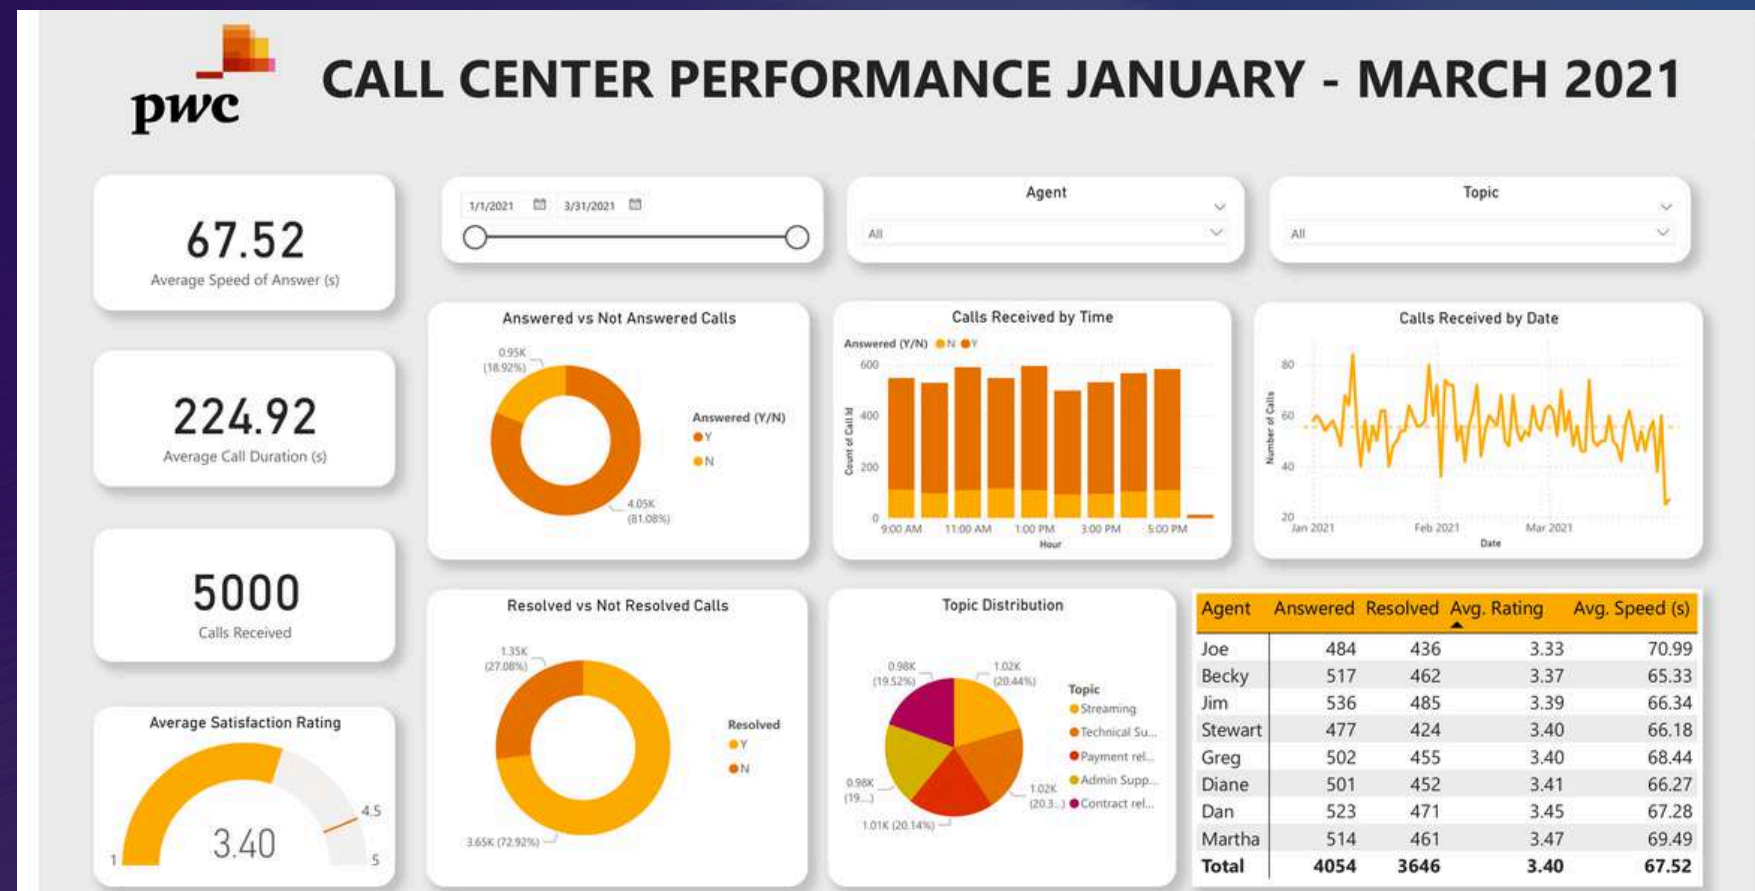 pwc
CALL CENTER PERFORMANCE JANUARY - MARCH 2021
67.52
Average Speed of Answer (s)
224.92
Average Call Duration (s)
5000
Calls Received
Average Satisfaction Rating
4.5
3.40
1
5
1/1/2021 3/31/2021
Agent
All
Topic
All
Answered vs Not Answered Calls
0.95K
(18.92%)
Answered (Y/N)
Y
N
4.05K
(81.08%)
Calls Received by Time
Answered (Y/N) N Y
Count of Call Id
600
400
200
0
9:00 AM 11:00 AM 1:00 PM 3:00 PM 5:00 PM
Hour
Calls Received by Date
Number of Calls
80
60
40
20
Jan 2021 Feb 2021 Mar 2021
Date
Resolved vs Not Resolved Calls
1.35K
(27.08%)
Resolved
Y
N
3.65K (72.92%)
Topic Distribution
0.98K
(19.52%)
1.02K
(20.44%)
Topic
Streaming
Technical Su...
Payment rel...
Admin Supp...
Contract rel...
0.98K
(19...)
1.02K
(20.3...)
1.01K (20.14%)
Agent Answered Resolved Avg. Rating Avg. Speed (s)
Joe 484 436 3.33 70.99
Becky 517 462 3.37 65.33
Jim 536 485 3.39 66.34
Stewart 477 424 3.40 66.18
Greg 502 455 3.40 68.44
Diane 501 452 3.41 66.27
Dan 523 471 3.45 67.28
Martha 514 461 3.47 69.49
Total 4054 3646 3.40 67.52